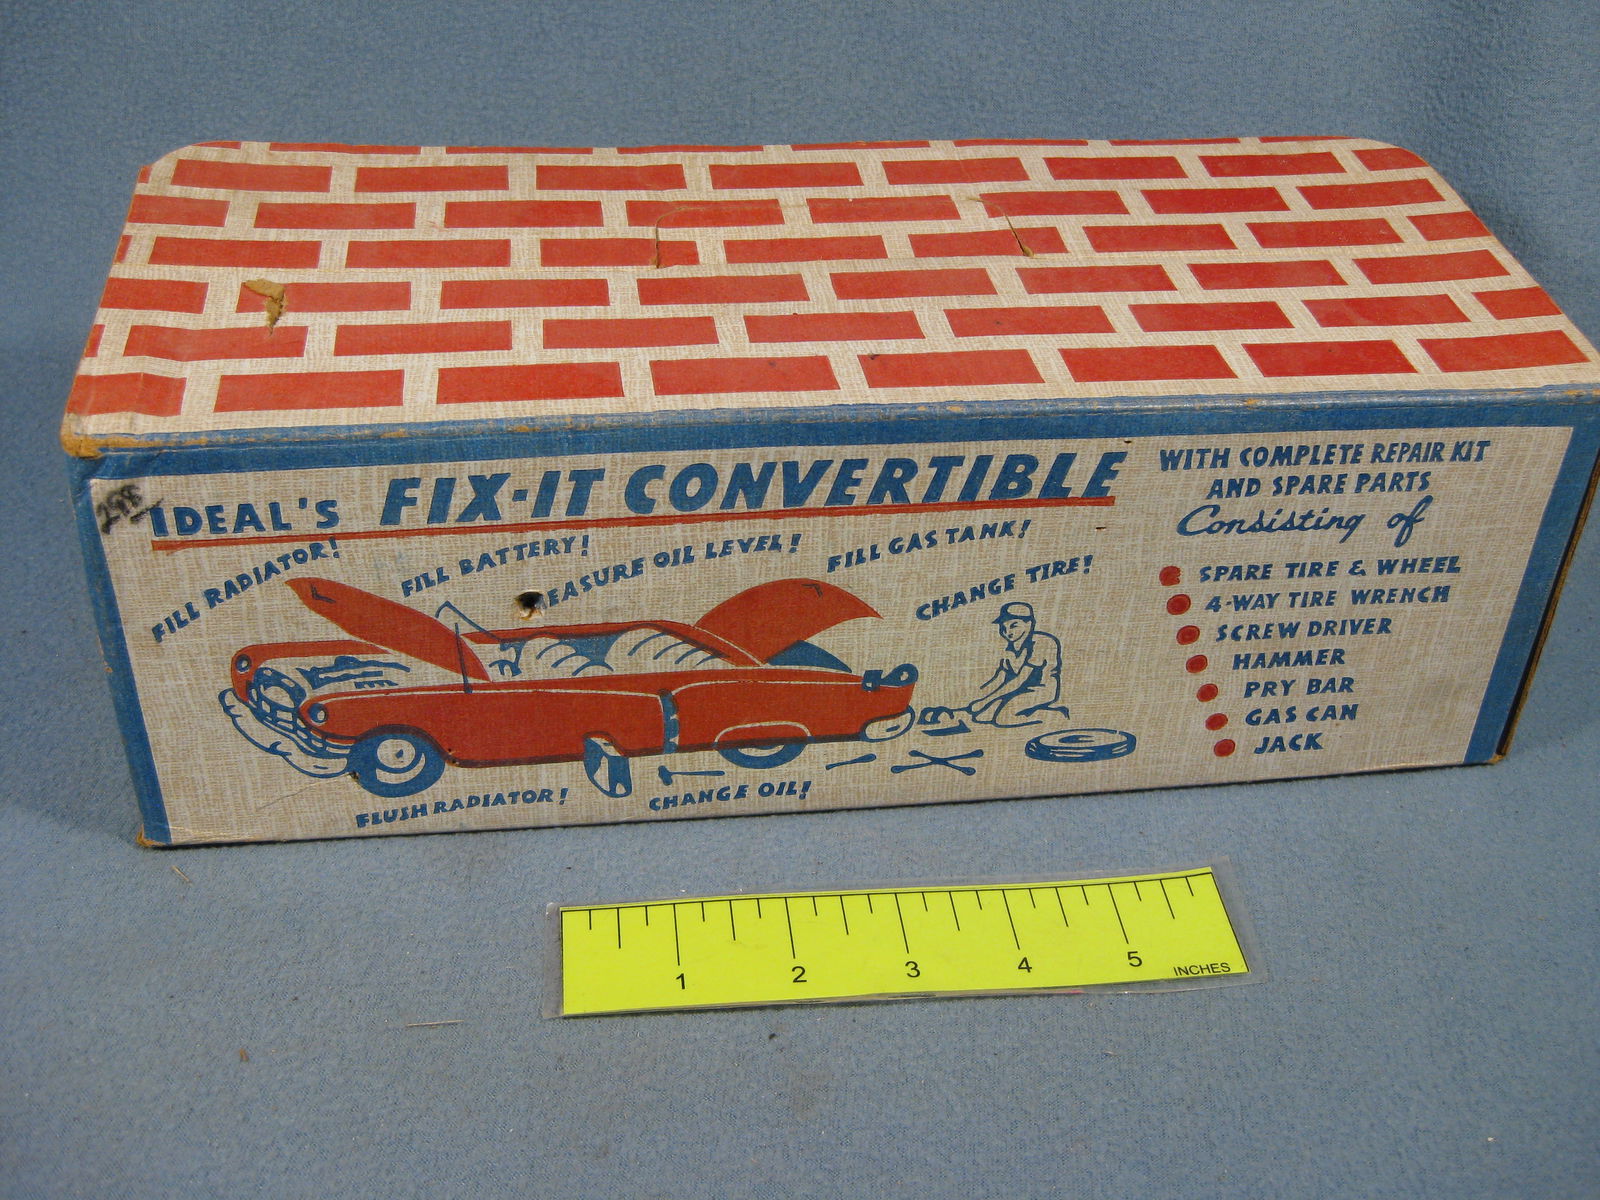 298
IDEAL'S FIX-IT CONVERTIBLE
FILL RADIATOR!
FILL BATTERY!
MEASURE OIL LEVEL!
FILL GAS TANK!
CHANGE TIRE!
FLUSH RADIATOR!
CHANGE OIL!
WITH COMPLETE REPAIR KIT
AND SPARE PARTS
Consisting of
SPARE TIRE & WHEEL
4-WAY TIRE WRENCH
SCREW DRIVER
HAMMER
PRY BAR
GAS CAN
JACK
1 2 3 4 5 INCHES